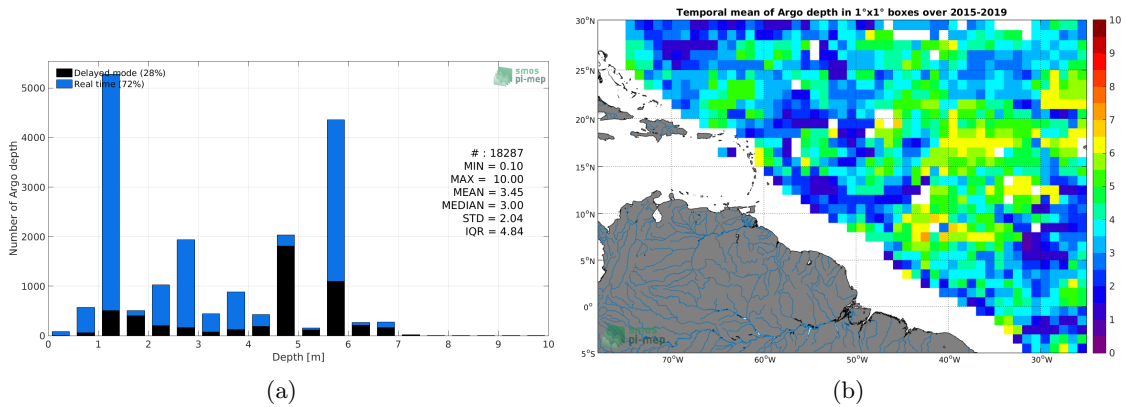 Delayed mode (28%)
Real time (72%)
smos
pi-mep
Number of Argo depth
5000
4000
3000
2000
1000
0
# : 18287
MIN = 0.10
MAX = 10.00
MEAN = 3.45
MEDIAN = 3.00
STD = 2.04
IQR = 4.84
0 1 2 3 4 5 6 7 8 9 10
Depth [m]
(a)
Temporal mean of Argo depth in 1°x1° boxes over 2015-2019
30°N
25°N
20°N
15°N
10°N
5°N
0°
5°S
70°W 60°W 50°W 40°W 30°W
smos
pi-mep
10
9
8
7
6
5
4
3
2
1
0
(b)